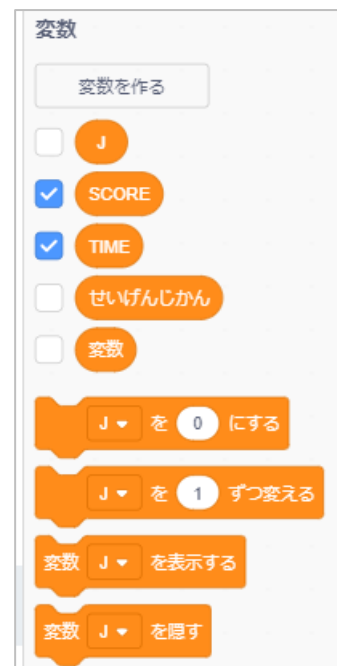 変数
変数を作る
J
SCORE
TIME
せいげんじかん
変数
J を 0 にする
J を 1 ずつ変える
変数 J を表示する
変数 J を隠す